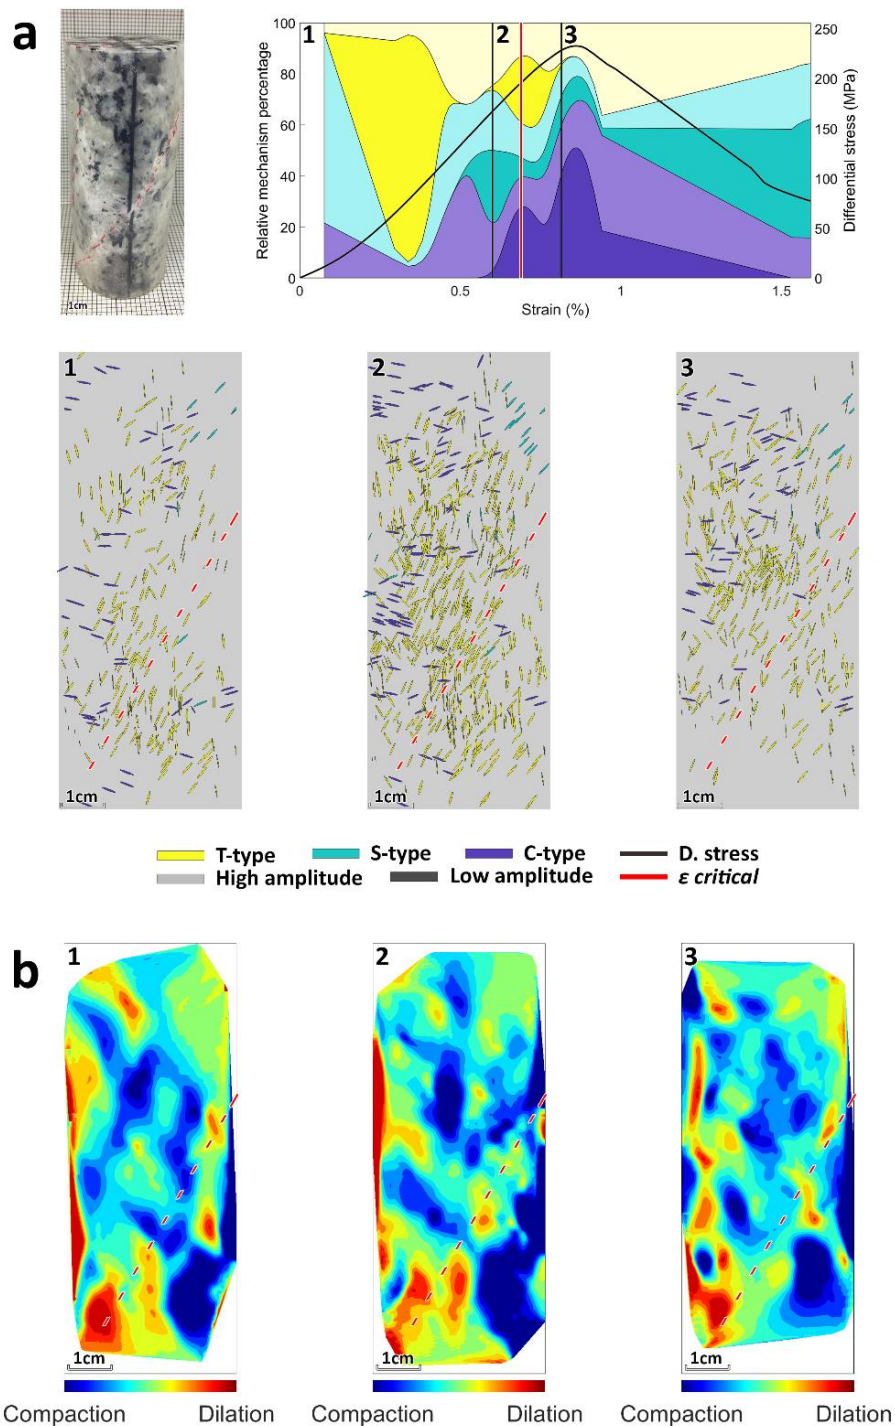 a
1cm
Relative mechanism percentage
100
80
60
40
20
0
1
2
3
250
200
150
100
50
0
Differential stress (MPa)
0
0.5
1
1.5
Strain (%)
1
2
3
1cm
1cm
1cm
T-type
S-type
C-type
D. stress
High amplitude
Low amplitude
ε critical
b
1
2
3
1cm
1cm
1cm
Compaction
Dilation
Compaction
Dilation
Compaction
Dilation